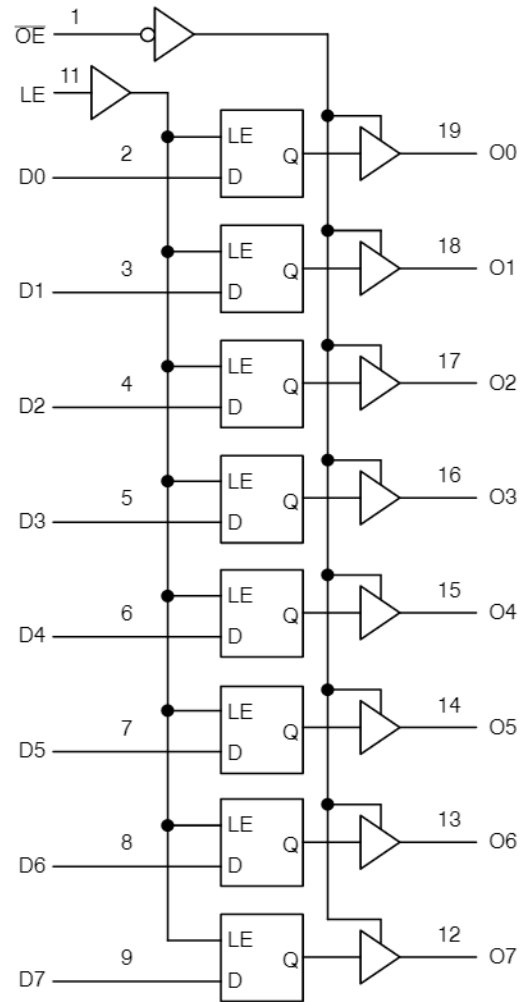 O̅E̅ 1
LE 11
LE
D0 2 D Q 19 O0
LE
D1 3 D Q 18 O1
LE
D2 4 D Q 17 O2
LE
D3 5 D Q 16 O3
LE
D4 6 D Q 15 O4
LE
D5 7 D Q 14 O5
LE
D6 8 D Q 13 O6
LE
D7 9 D Q 12 O7